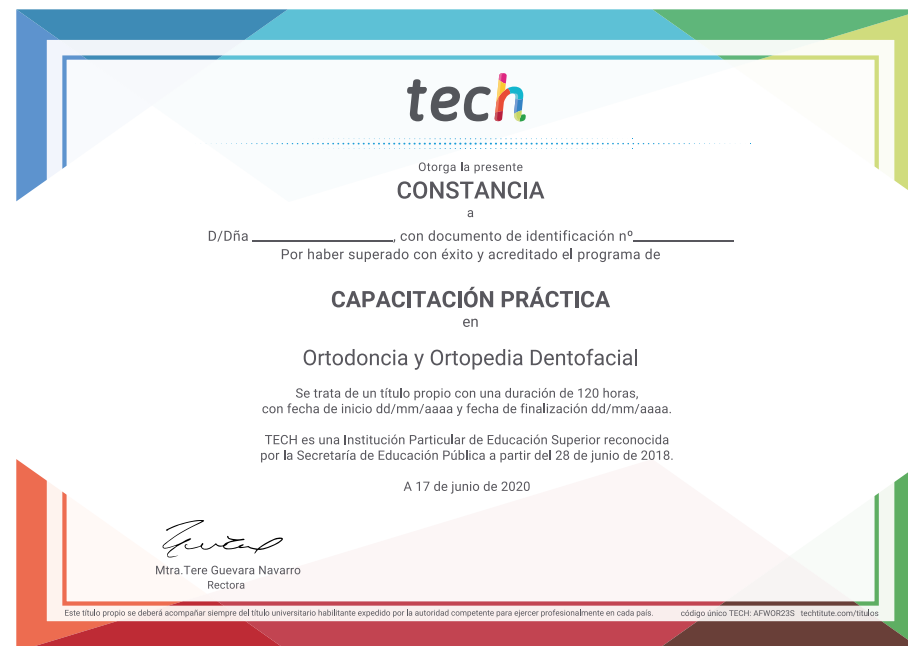 tech
Otorga la presente
CONSTANCIA
a
D/Dña ____________, con documento de identificación nº____________
Por haber superado con éxito y acreditado el programa de
CAPACITACIÓN PRÁCTICA
en
Ortodoncia y Ortopedia Dentofacial
Se trata de un título propio con una duración de 120 horas,
con fecha de inicio dd/mm/aaaa y fecha de finalización dd/mm/aaaa.
TECH es una Institución Particular de Educación Superior reconocida
por la Secretaría de Educación Pública a partir del 28 de junio de 2018.
A 17 de junio de 2020
Mtra.Tere Guevara Navarro
Rectora
Este título propio se deberá acompañar siempre del título universitario habilitante expedido por la autoridad competente para ejercer profesionalmente en cada país. código único TECH: AFWOR23S techtitute.com/titulos